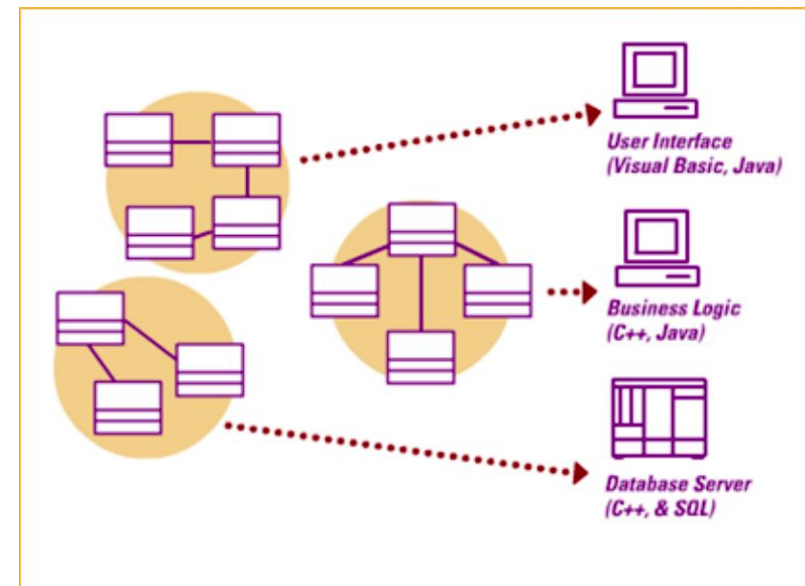 User Interface
(Visual Basic, Java)
Business Logic
(C++, Java)
Database Server
(C++, & SQL)